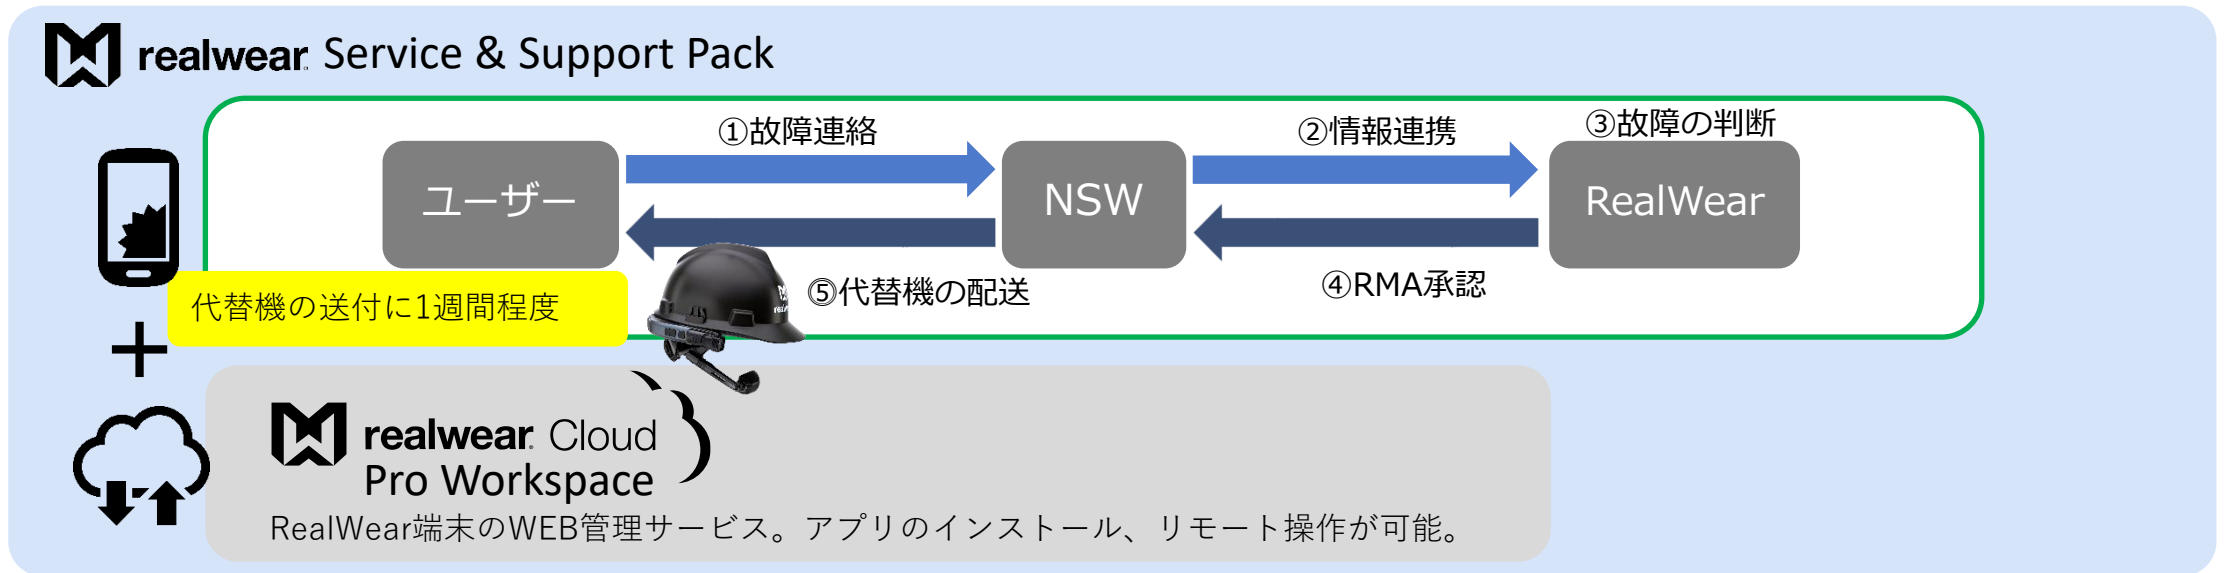 realwear Service & Support Pack
①故障連絡
②情報連携
③故障の判断
ユーザー
NSW
RealWear
代替機の送付に1週間程度
⑤代替機の配送
④RMA承認
realwear Cloud
Pro Workspace
RealWear端末のWEB管理サービス。アプリのインストール、リモート操作が可能。